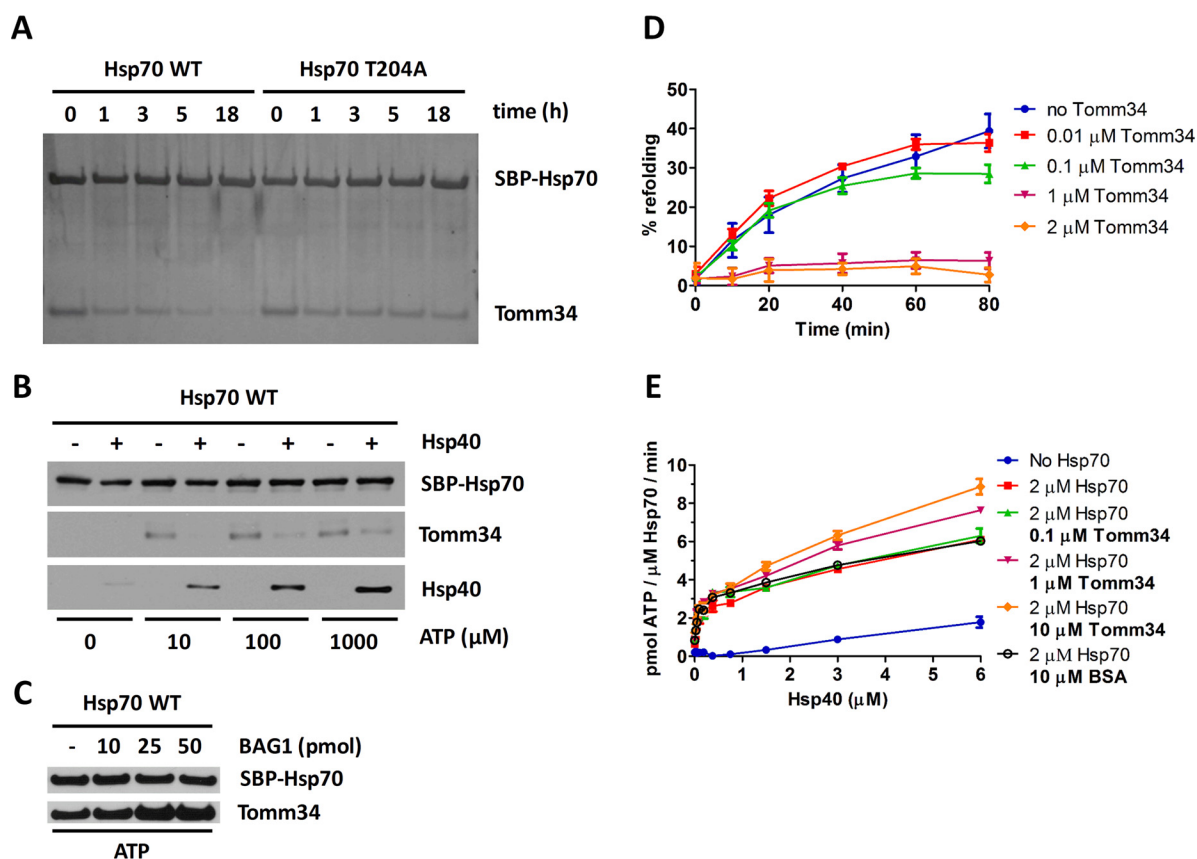 A
Hsp70 WT Hsp70 T204A
0 1 3 5 18 0 1 3 5 18 time (h)
SBP-Hsp70
Tomm34
B
Hsp70 WT
- + - + - + - + Hsp40
SBP-Hsp70
Tomm34
Hsp40
0 10 100 1000 ATP (μM)
C
Hsp70 WT
- 10 25 50 BAG1 (pmol)
SBP-Hsp70
Tomm34
ATP
D
% refolding
50
40
30
20
10
0
0 20 40 60 80
Time (min)
no Tomm34
0.01 μM Tomm34
0.1 μM Tomm34
1 μM Tomm34
2 μM Tomm34
E
pmol ATP / μM Hsp70 / min
10
8
6
4
2
0
0 1 2 3 4 5 6
Hsp40 (μM)
No Hsp70
2 μM Hsp70
2 μM Hsp70
0.1 μM Tomm34
2 μM Hsp70
1 μM Tomm34
2 μM Hsp70
10 μM Tomm34
2 μM Hsp70
10 μM BSA